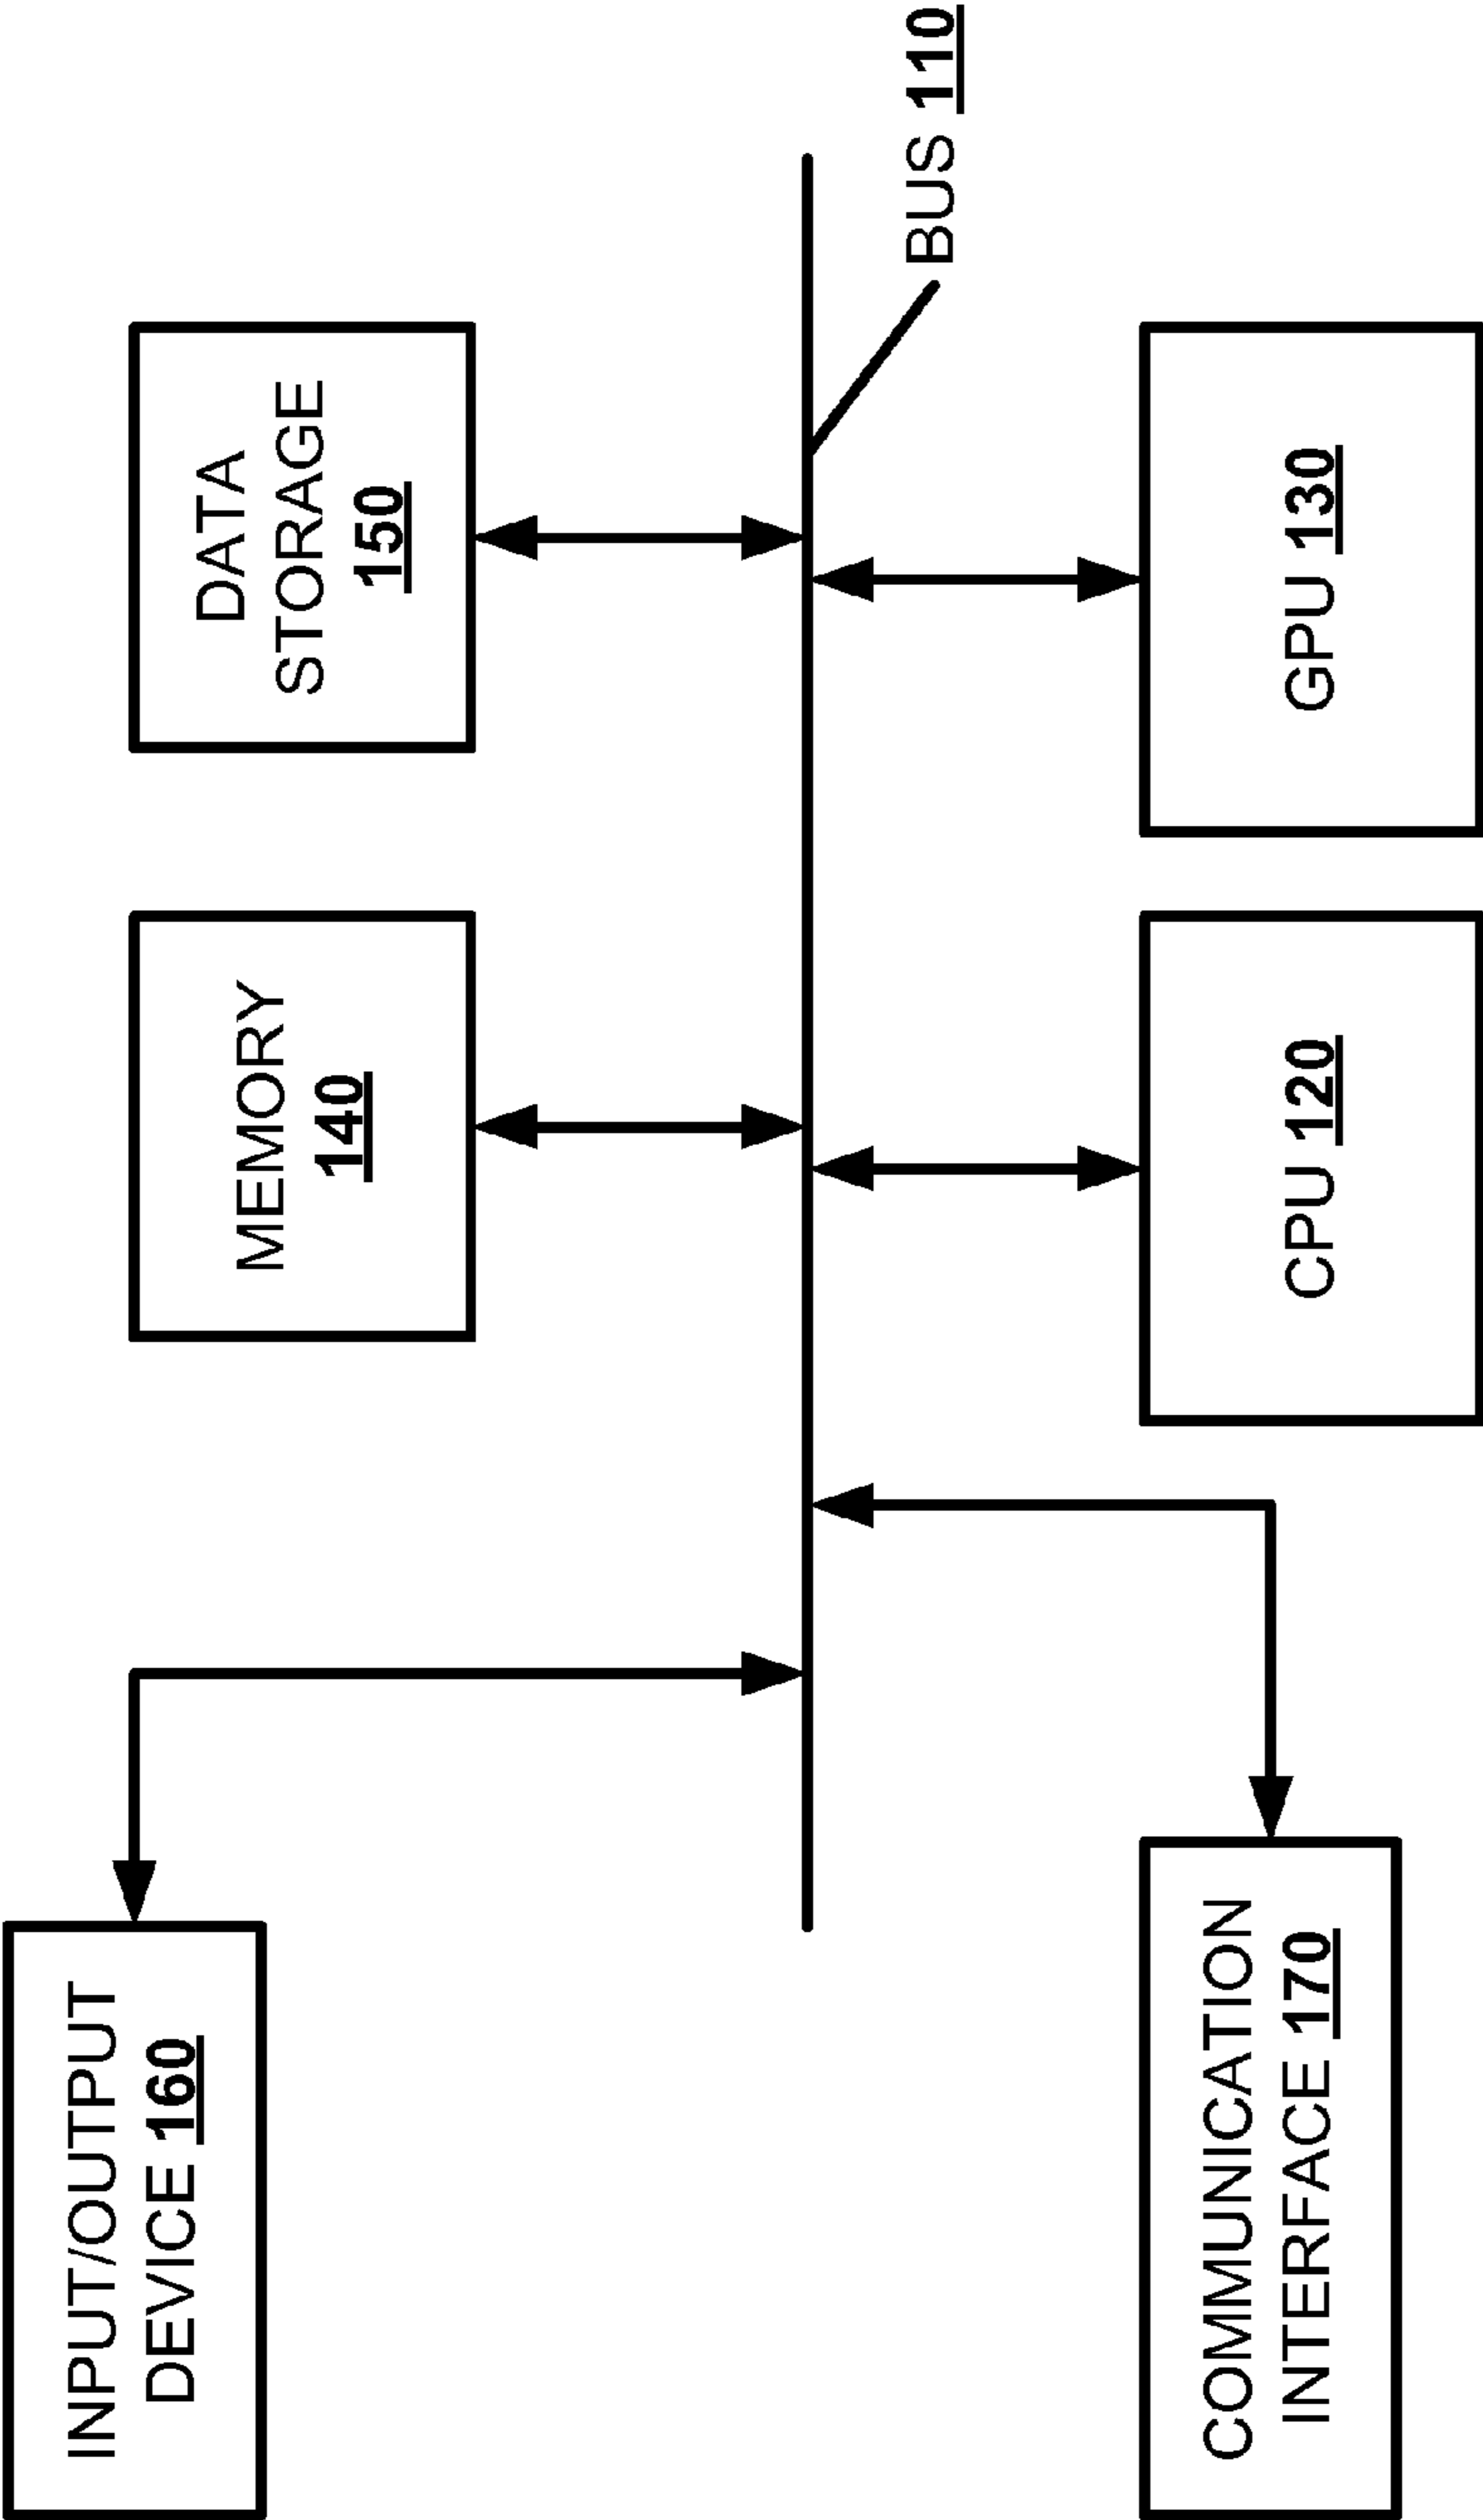 INPUT/OUTPUT
DEVICE 160
MEMORY
140
DATA
STORAGE
150
BUS 110
COMMUNICATION
INTERFACE 170
CPU 120
GPU 130